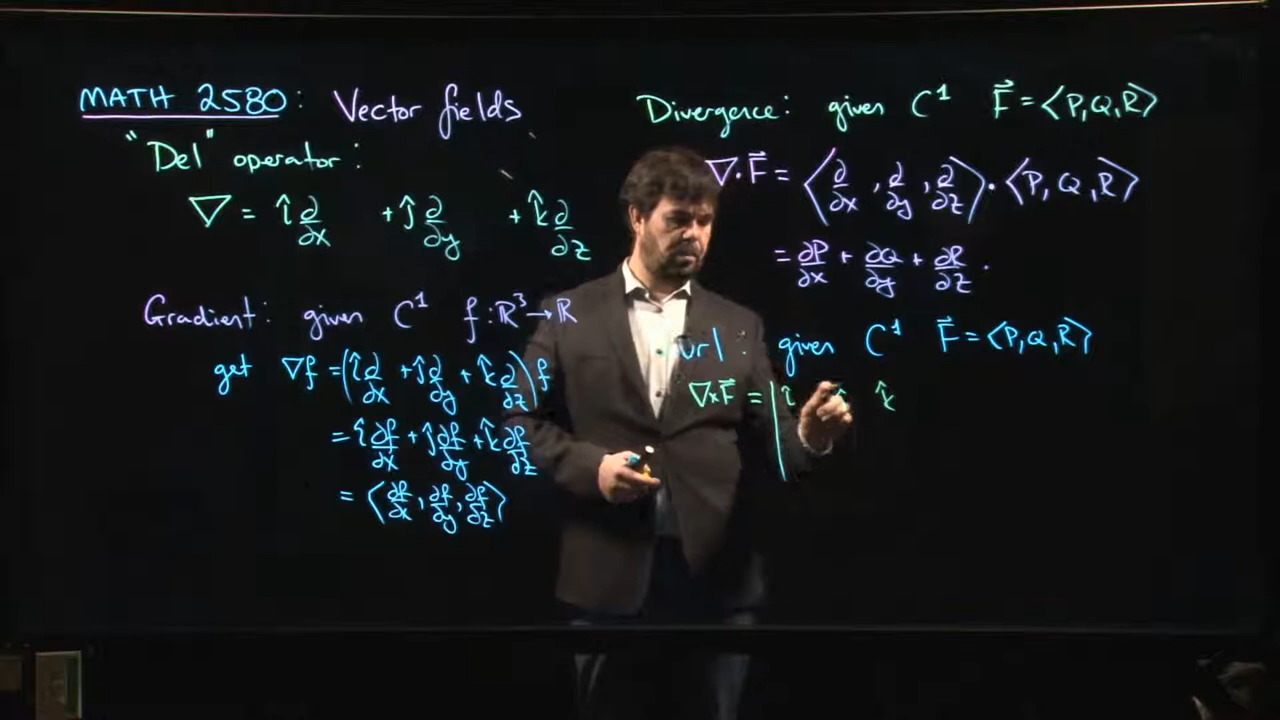 MATH 2580: Vector fields
"Del" operator:
∇ = î ∂/∂x + ĵ ∂/∂y + k̂ ∂/∂z
Gradient: given C¹ f: ℝ³ → ℝ
get ∇f = (î ∂/∂x + ĵ ∂/∂y + k̂ ∂/∂z) f
= î ∂f/∂x + ĵ ∂f/∂y + k̂ ∂f/∂z
= ⟨∂f/∂x, ∂f/∂y, ∂f/∂z⟩
Divergence: given C¹ F⃗ = ⟨P, Q, R⟩
∇·F⃗ = ⟨∂/∂x, ∂/∂y, ∂/∂z⟩ · ⟨P, Q, R⟩
= ∂P/∂x + ∂Q/∂y + ∂R/∂z.
url: given C¹ F⃗ = ⟨P, Q, R⟩
∇×F⃗ = | î ĵ k̂